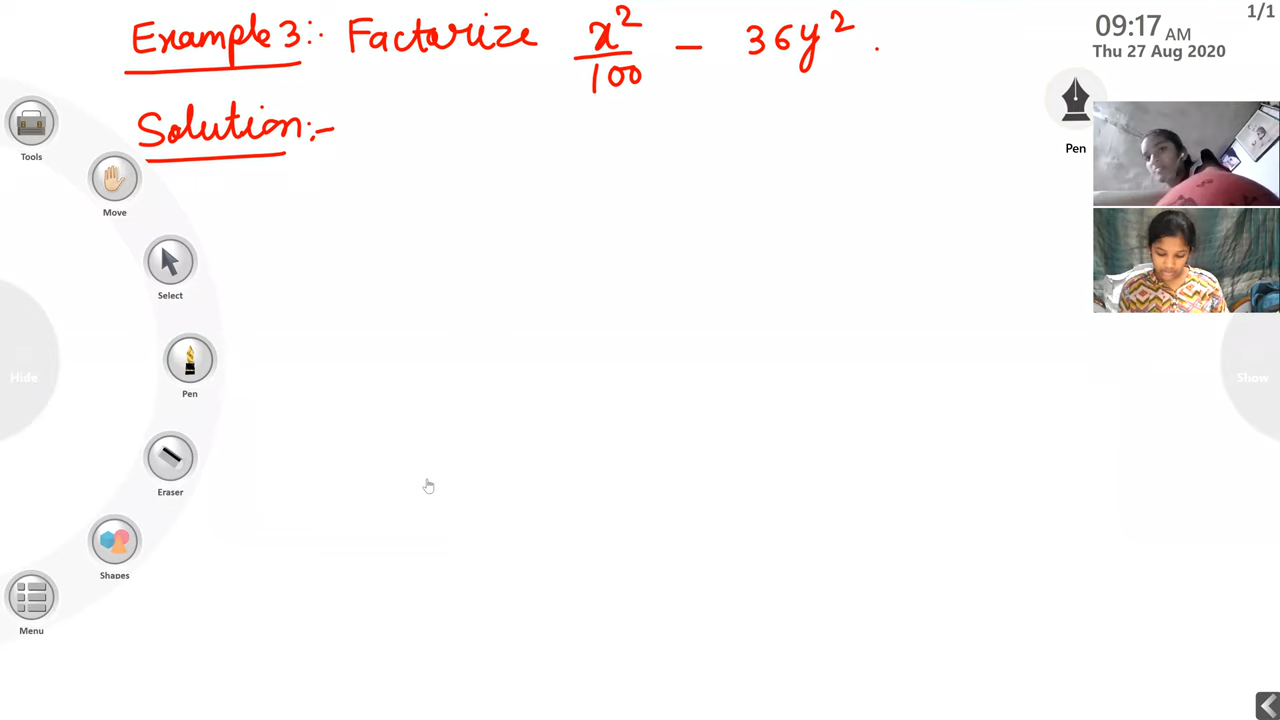 Example 3:- Factorize x²/100 - 36y².
Solution:-
1/1
09:17 AM
Thu 27 Aug 2020
Pen
Tools
Move
Select
Hide
Show
Pen
Eraser
Shapes
Menu